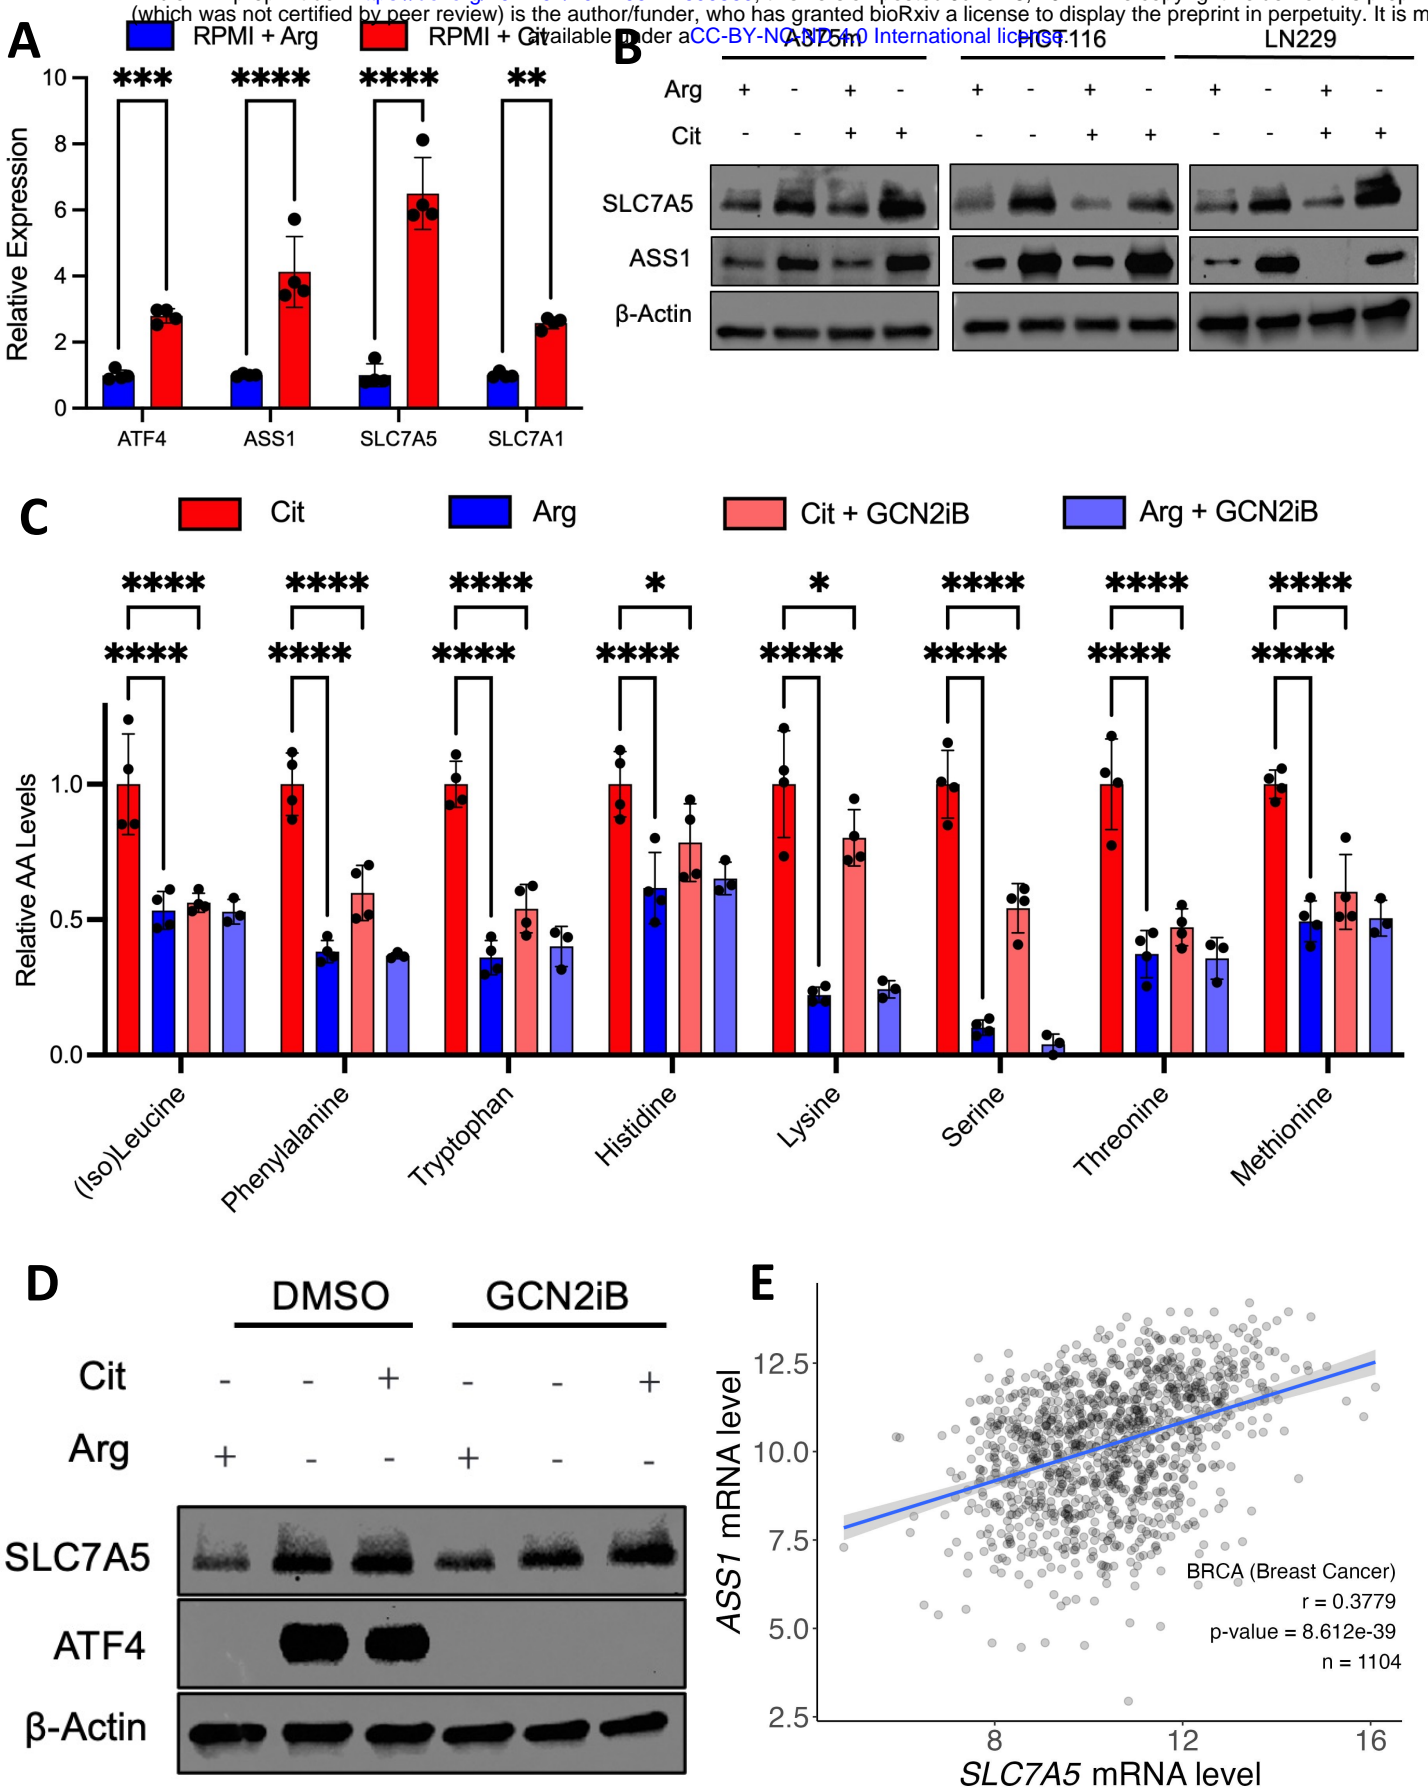 (which was not certified by peer review) is the author/funder, who has granted bioRxiv a license to display the preprint in perpetuity. It is m
available under aCC-BY-NC-ND 4.0 International license.
A
RPMI + Arg
RPMI + Cit
Relative Expression
10
8
6
4
2
0
*** **** **** **
ATF4 ASS1 SLC7A5 SLC7A1
B
A375m HCT116 LN229
Arg + - + - + - + - + - + -
Cit - - + + - - + + - - + +
SLC7A5
ASS1
β-Actin
C
Cit Arg Cit + GCN2iB Arg + GCN2iB
**** **** **** * * **** **** ****
**** **** **** **** **** **** **** ****
Relative AA Levels
1.0
0.5
0.0
(Iso)Leucine
Phenylalanine
Tryptophan
Histidine
Lysine
Serine
Threonine
Methionine
D
DMSO GCN2iB
Cit - - + - - +
Arg + - - + - -
SLC7A5
ATF4
β-Actin
E
ASS1 mRNA level
12.5
10.0
7.5
5.0
2.5
BRCA (Breast Cancer)
r = 0.3779
p-value = 8.612e-39
n = 1104
8 12 16
SLC7A5 mRNA level